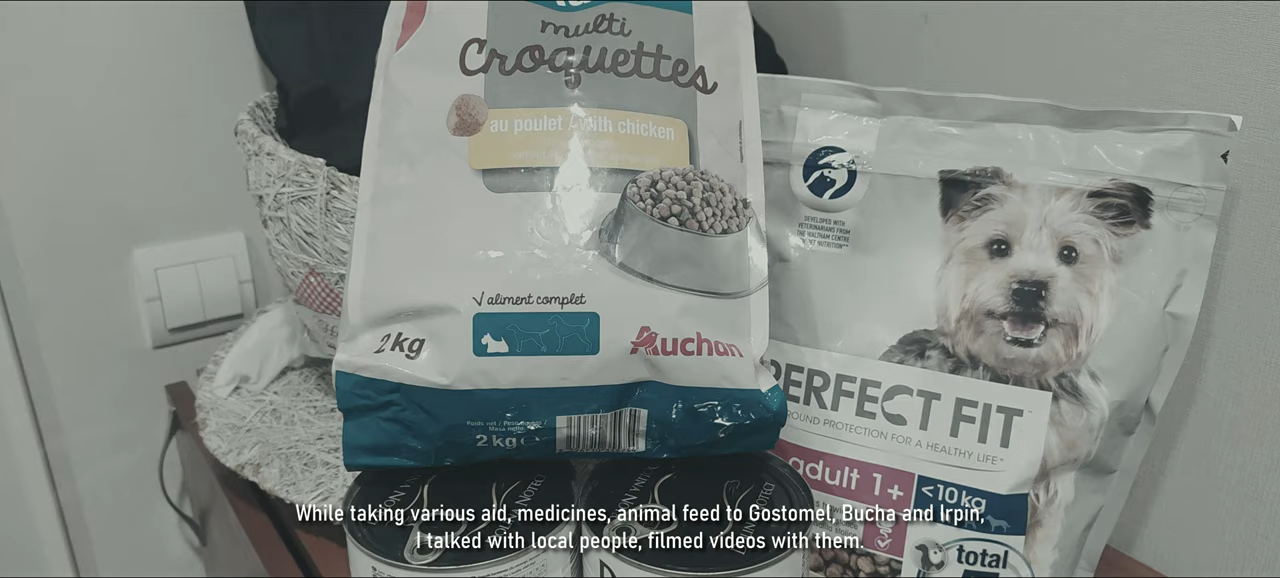 multi
Croquettes
5
au poulet / with chicken
√ aliment complet
2kg
Auchan
2kg
DEVELOPED WITH
VETERINARIANS FROM
THE WALTHAM CENTRE
PERFECT FIT
ROUND PROTECTION FOR A HEALTHY LIFE
adult 1+
<10kg
total
While taking various aid, medicines, animal feed to Gostomel, Bucha and Irpin,
I talked with local people, filmed videos with them.